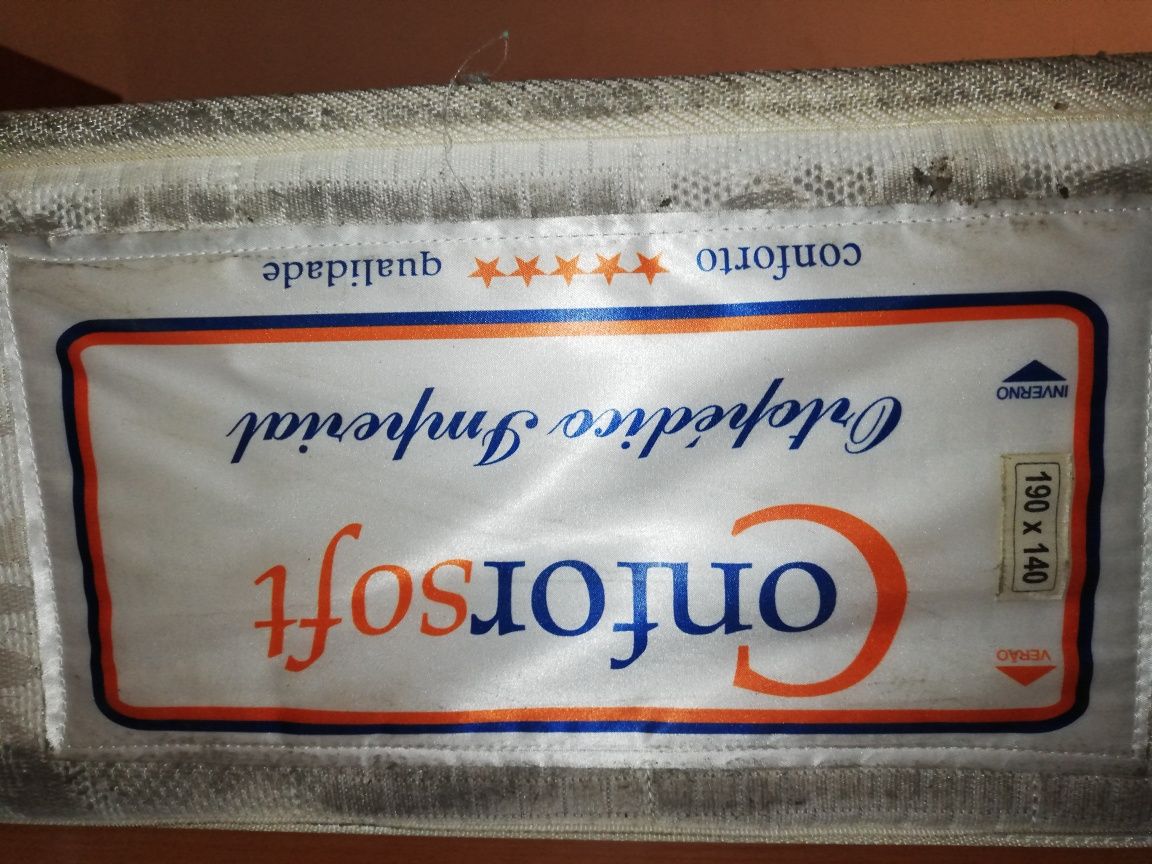 VERÃO
Conforsoft
190 x 140
Ortopédico Imperial
INVERNO
conforto ★★★★★ qualidade